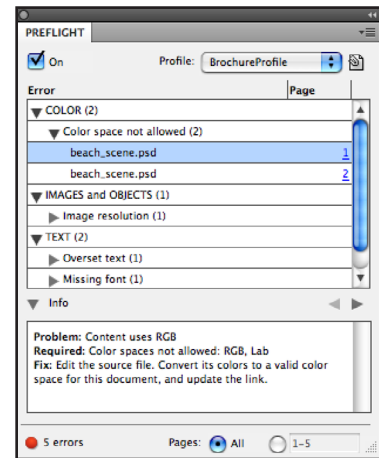 PREFLIGHT
On Profile: BrochureProfile
Error Page
COLOR (2)
Color space not allowed (2)
beach_scene.psd 1
beach_scene.psd 2
IMAGES and OBJECTS (1)
Image resolution (1)
TEXT (2)
Overset text (1)
Missing font (1)
Info
Problem: Content uses RGB
Required: Color spaces not allowed: RGB, Lab
Fix: Edit the source file. Convert its colors to a valid color
space for this document, and update the link.
5 errors Pages: All 1-5